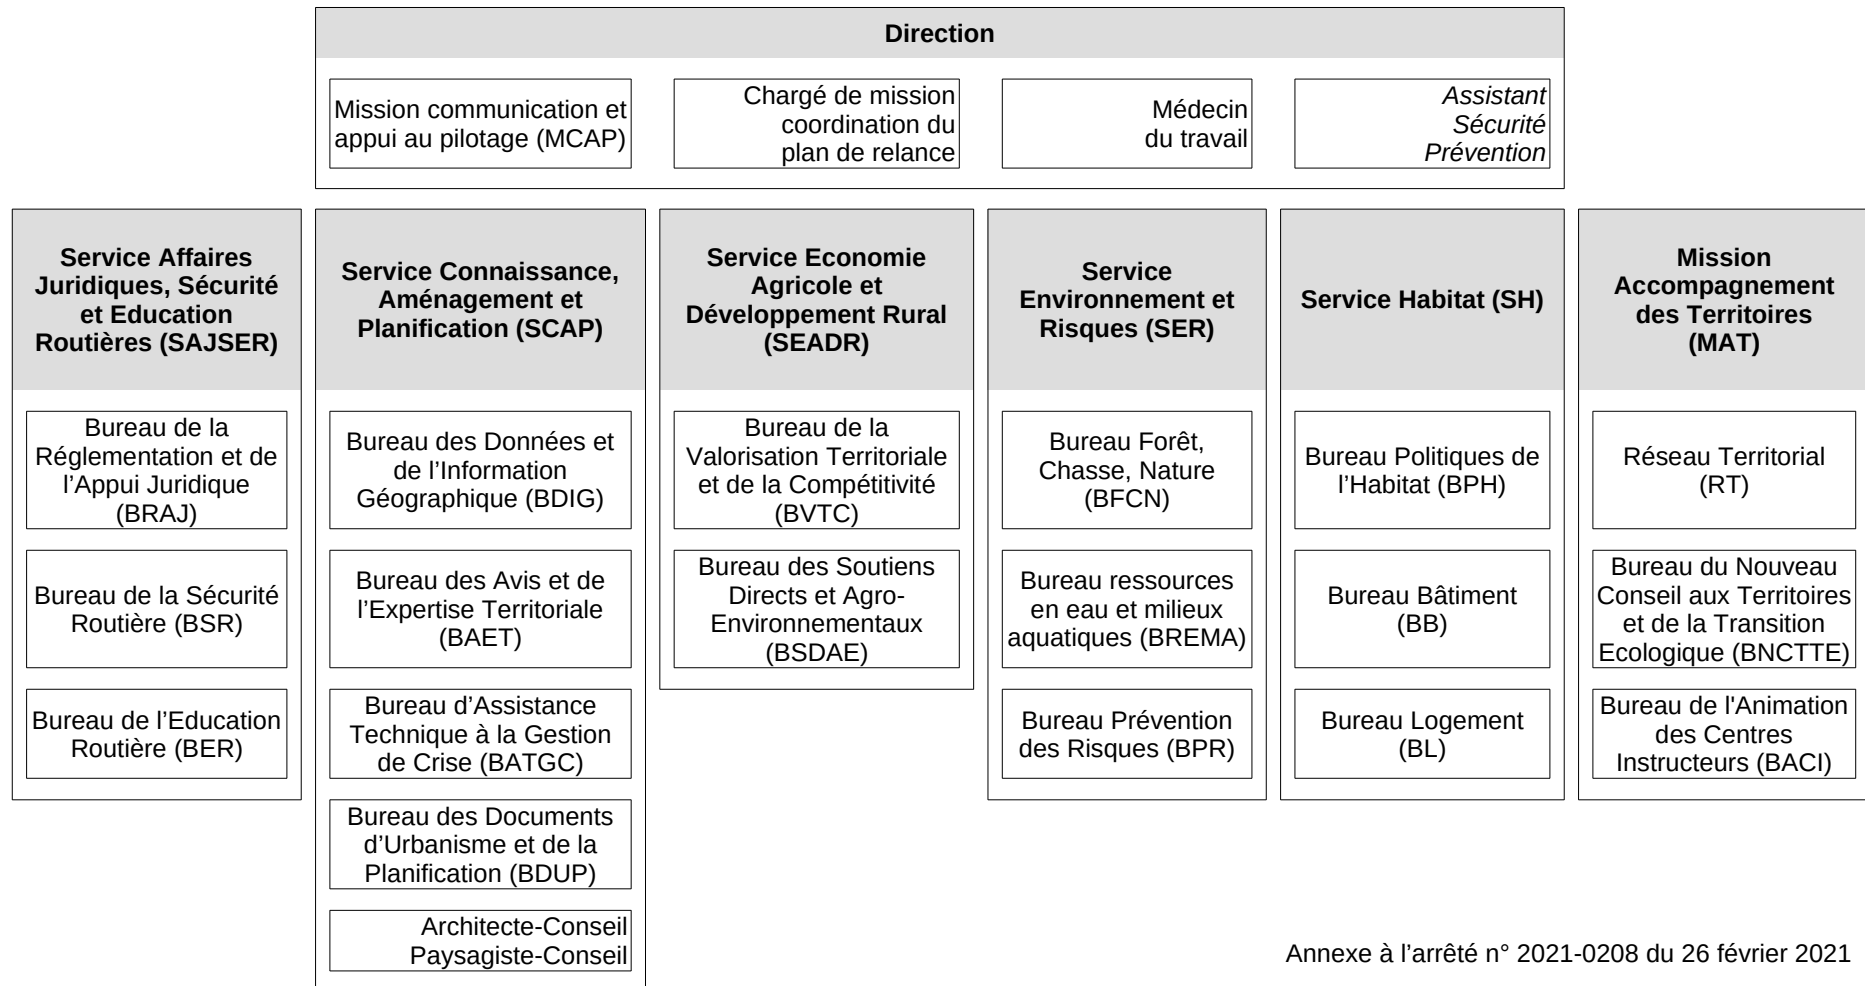 Direction
Mission communication et
appui au pilotage (MCAP)
Chargé de mission
coordination du
plan de relance
Médecin
du travail
Assistant
Sécurité
Prévention
Service Affaires
Juridiques, Sécurité
et Education
Routières (SAJSER)
Bureau de la
Réglementation et de
l’Appui Juridique
(BRAJ)
Bureau de la Sécurité
Routière (BSR)
Bureau de l’Education
Routière (BER)
Service Connaissance,
Aménagement et
Planification (SCAP)
Bureau des Données et
de l’Information
Géographique (BDIG)
Bureau des Avis et de
l’Expertise Territoriale
(BAET)
Bureau d’Assistance
Technique à la Gestion
de Crise (BATGC)
Bureau des Documents
d’Urbanisme et de la
Planification (BDUP)
Architecte-Conseil
Paysagiste-Conseil
Service Economie
Agricole et
Développement Rural
(SEADR)
Bureau de la
Valorisation Territoriale
et de la Compétitivité
(BVTC)
Bureau des Soutiens
Directs et Agro-
Environnementaux
(BSDAE)
Service
Environnement et
Risques (SER)
Bureau Forêt,
Chasse, Nature
(BFCN)
Bureau ressources
en eau et milieux
aquatiques (BREMA)
Bureau Prévention
des Risques (BPR)
Service Habitat (SH)
Bureau Politiques de
l’Habitat (BPH)
Bureau Bâtiment
(BB)
Bureau Logement
(BL)
Mission
Accompagnement
des Territoires
(MAT)
Réseau Territorial
(RT)
Bureau du Nouveau
Conseil aux Territoires
et de la Transition
Ecologique (BNCTTE)
Bureau de l'Animation
des Centres
Instructeurs (BACI)
Annexe à l’arrêté n° 2021-0208 du 26 février 2021